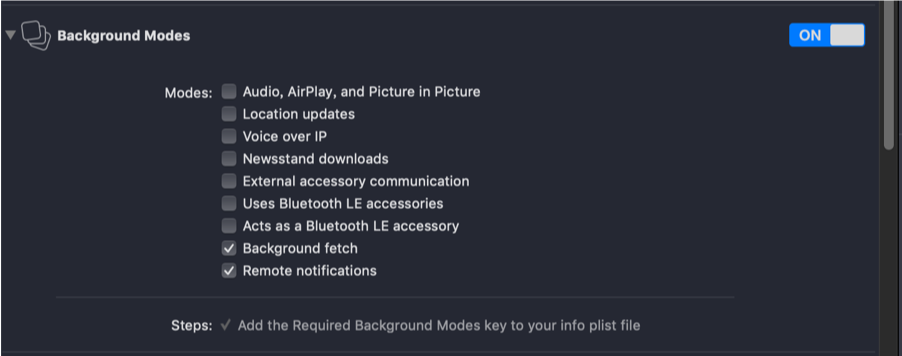 Background Modes
ON
Modes: Audio, AirPlay, and Picture in Picture
Location updates
Voice over IP
Newsstand downloads
External accessory communication
Uses Bluetooth LE accessories
Acts as a Bluetooth LE accessory
Background fetch
Remote notifications
Steps: ✓ Add the Required Background Modes key to your info plist file